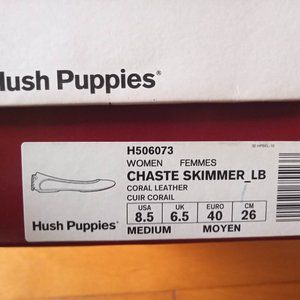 Hush Puppies®
H506073
WOMEN FEMMES
CHASTE SKIMMER_LB
CORAL LEATHER
CUIR CORAIL
Hush Puppies®
USA UK EURO CM
8.5 6.5 40 26
MEDIUM MOYEN